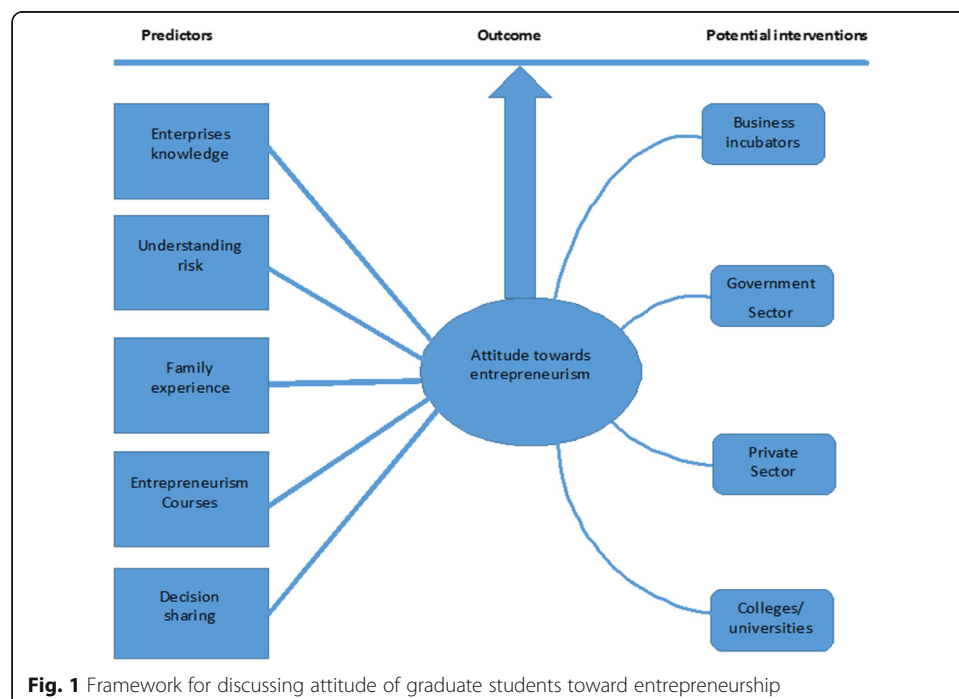 Predictors Outcome Potential interventions
Enterprises
knowledge
Understanding
risk
Family
experience
Entrepreneurism
Courses
Decision
sharing
Attitude towards
entrepreneurism
Business
incubators
Government
Sector
Private
Sector
Colleges/
universities
Fig. 1 Framework for discussing attitude of graduate students toward entrepreneurship